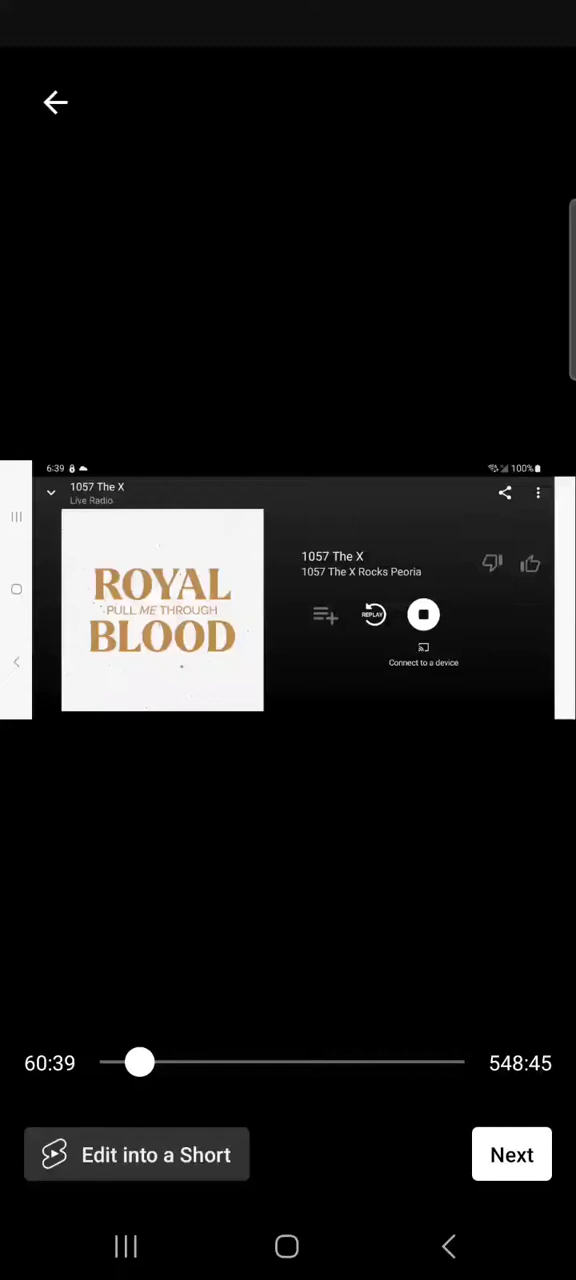 6:39
100%
1057 The X
Live Radio
ROYAL
PULL ME THROUGH
BLOOD
1057 The X
1057 The X Rocks Peoria
REPLAY
Connect to a device
60:39
548:45
Edit into a Short
Next